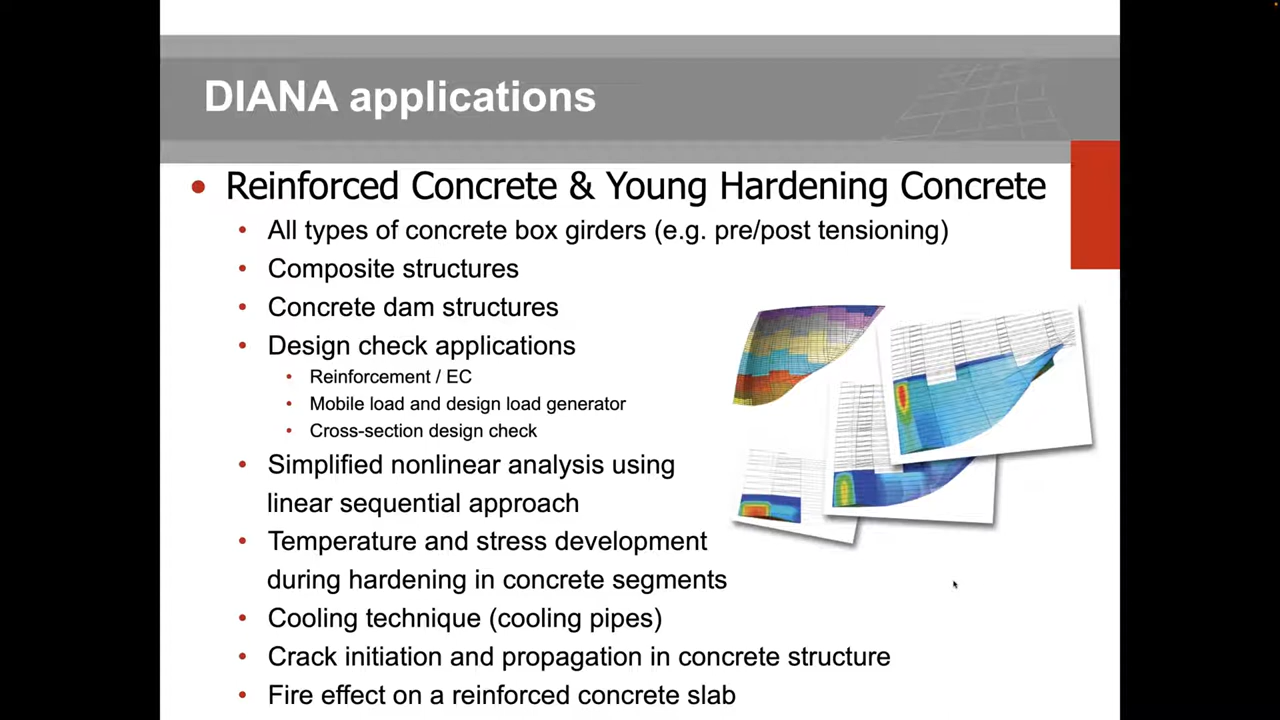 DIANA applications
• Reinforced Concrete & Young Hardening Concrete
• All types of concrete box girders (e.g. pre/post tensioning)
• Composite structures
• Concrete dam structures
• Design check applications
• Reinforcement / EC
• Mobile load and design load generator
• Cross-section design check
• Simplified nonlinear analysis using
linear sequential approach
• Temperature and stress development
during hardening in concrete segments
• Cooling technique (cooling pipes)
• Crack initiation and propagation in concrete structure
• Fire effect on a reinforced concrete slab